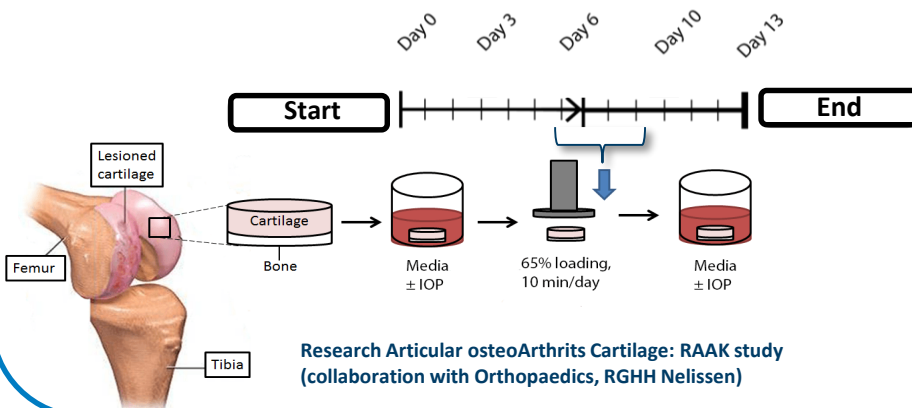 Day 0
Day 3
Day 6
Day 10
Day 13
Start
End
Lesioned
cartilage
Cartilage
Femur
Bone
Media
± IOP
65% loading,
10 min/day
Media
± IOP
Tibia
Research Articular osteoArthrits Cartilage: RAAK study
(collaboration with Orthopaedics, RGHH Nelissen)